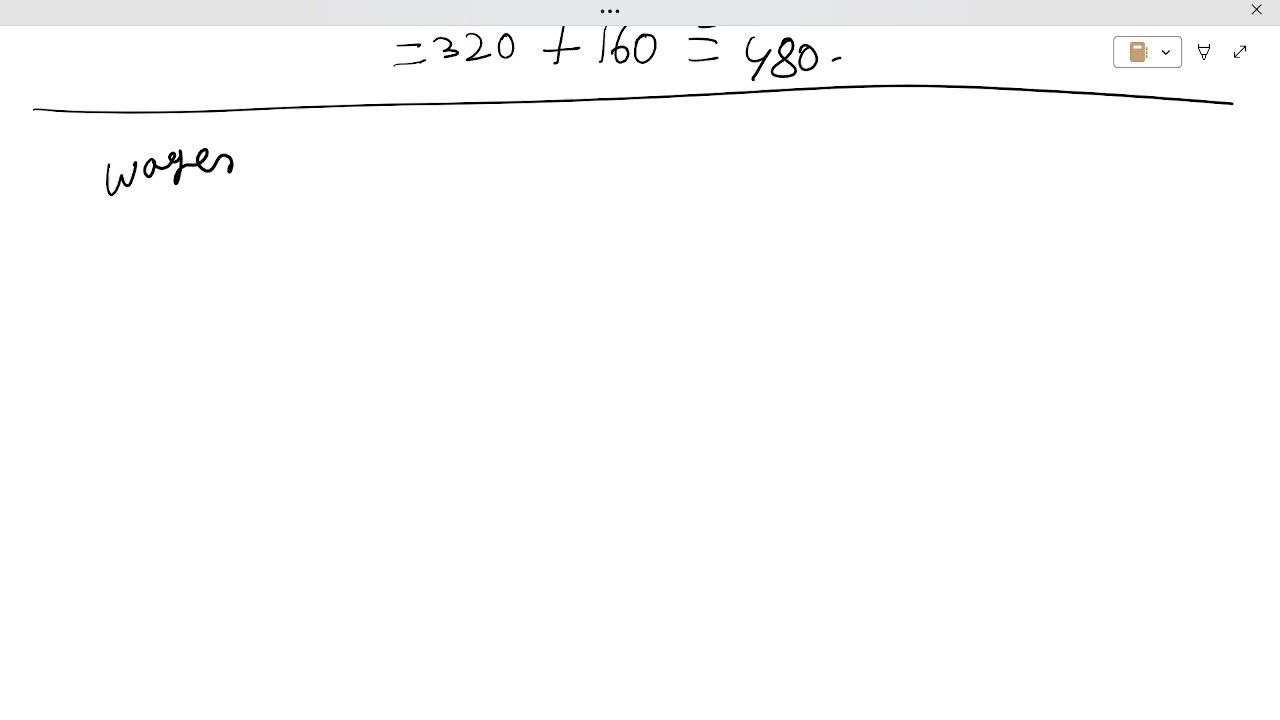 =320 + 160 = 480.
wages